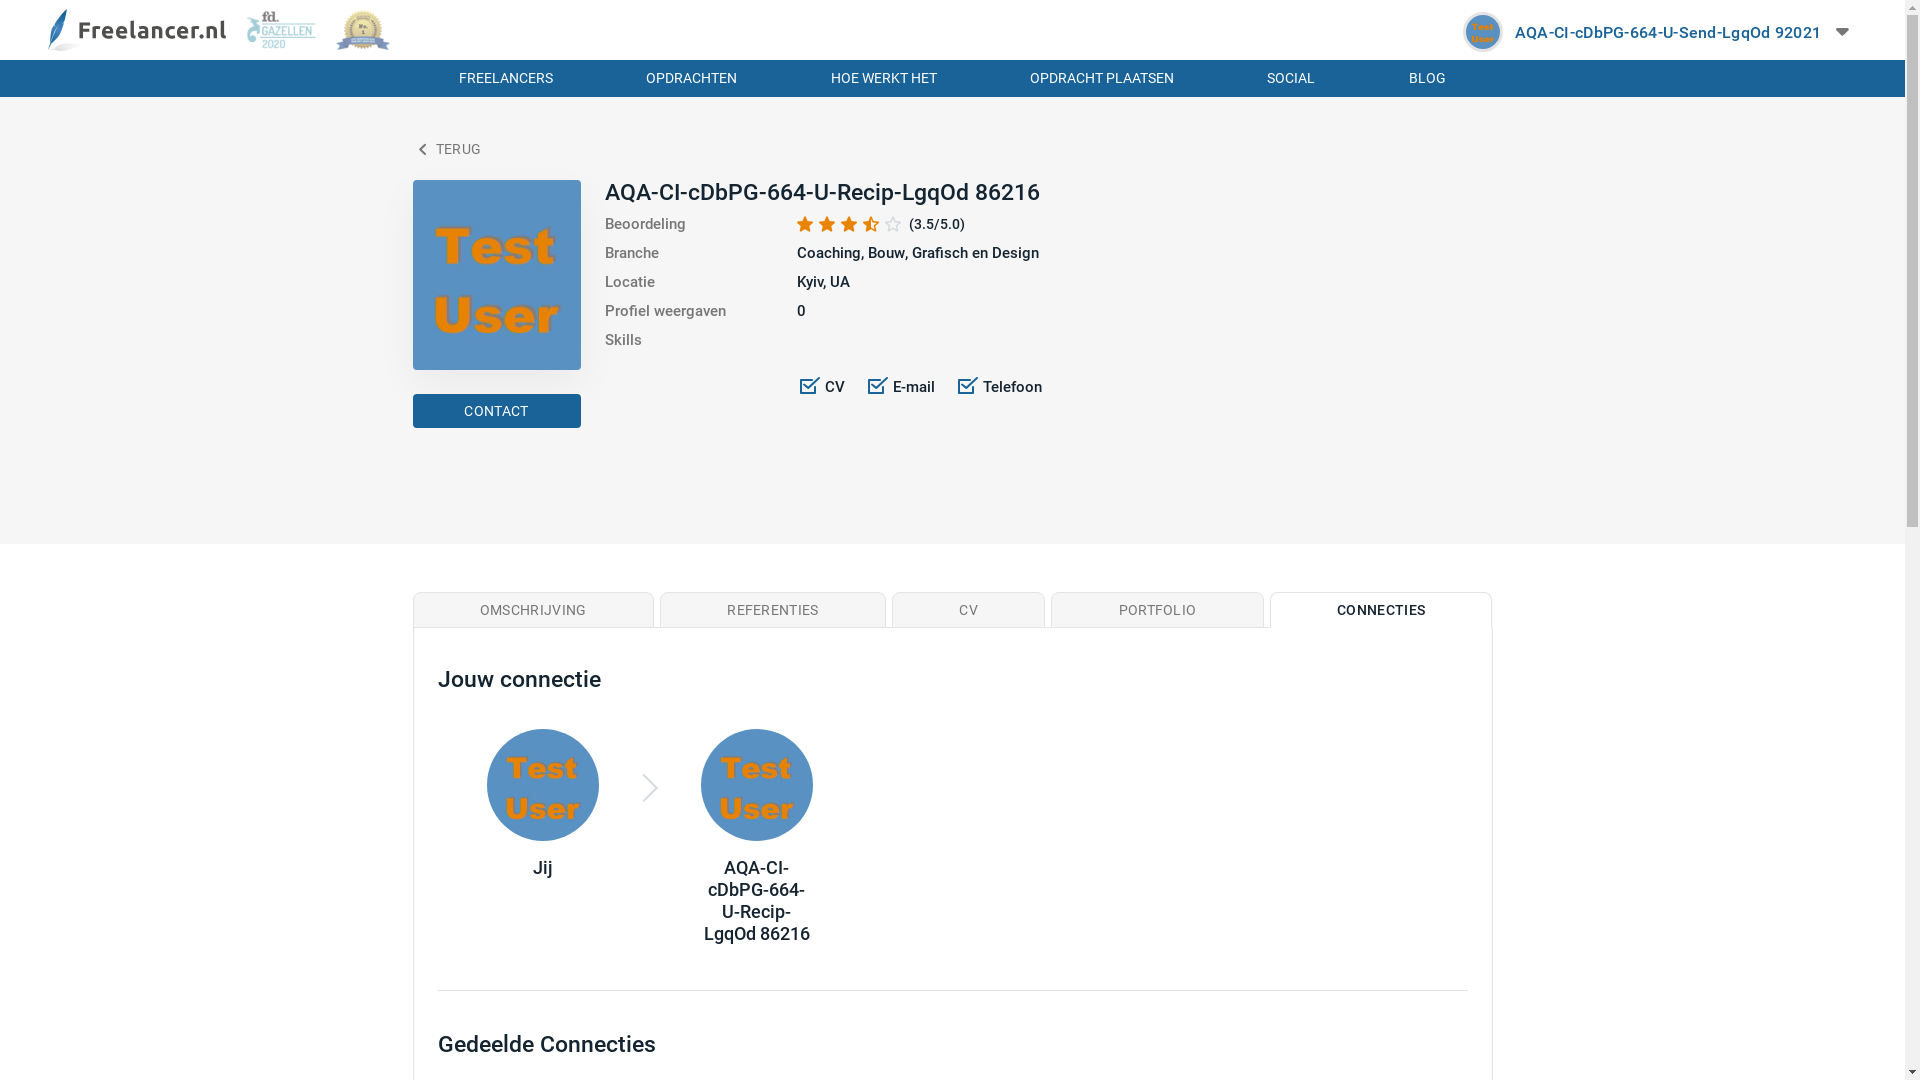 Freelancer.nl
fd.
GAZELLEN
2020
AQA-CI-cDbPG-664-U-Send-LgqOd 92021
FREELANCERS OPDRACHTEN HOE WERKT HET OPDRACHT PLAATSEN SOCIAL BLOG
TERUG
Test
User
AQA-CI-cDbPG-664-U-Recip-LgqOd 86216
Beoordeling (3.5/5.0)
Branche Coaching, Bouw, Grafisch en Design
Locatie Kyiv, UA
Profiel weergaven 0
Skills
CV E-mail Telefoon
CONTACT
OMSCHRIJVING REFERENTIES CV PORTFOLIO CONNECTIES
Jouw connectie
Test
User
Test
User
Jij
AQA-CI-
cDbPG-664-
U-Recip-
LgqOd 86216
Gedeelde Connecties